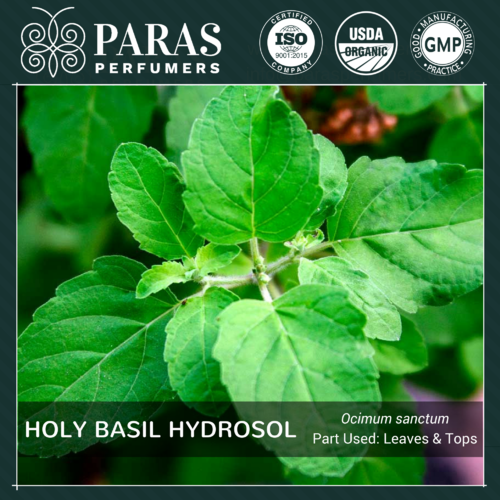 PARAS
PERFUMERS
CERTIFIED
ISO
9001:2015
COMPANY
USDA
ORGANIC
GOOD • MANUFACTURING
GMP
PRACTICE
HOLY BASIL HYDROSOL
Ocimum sanctum
Part Used: Leaves & Tops